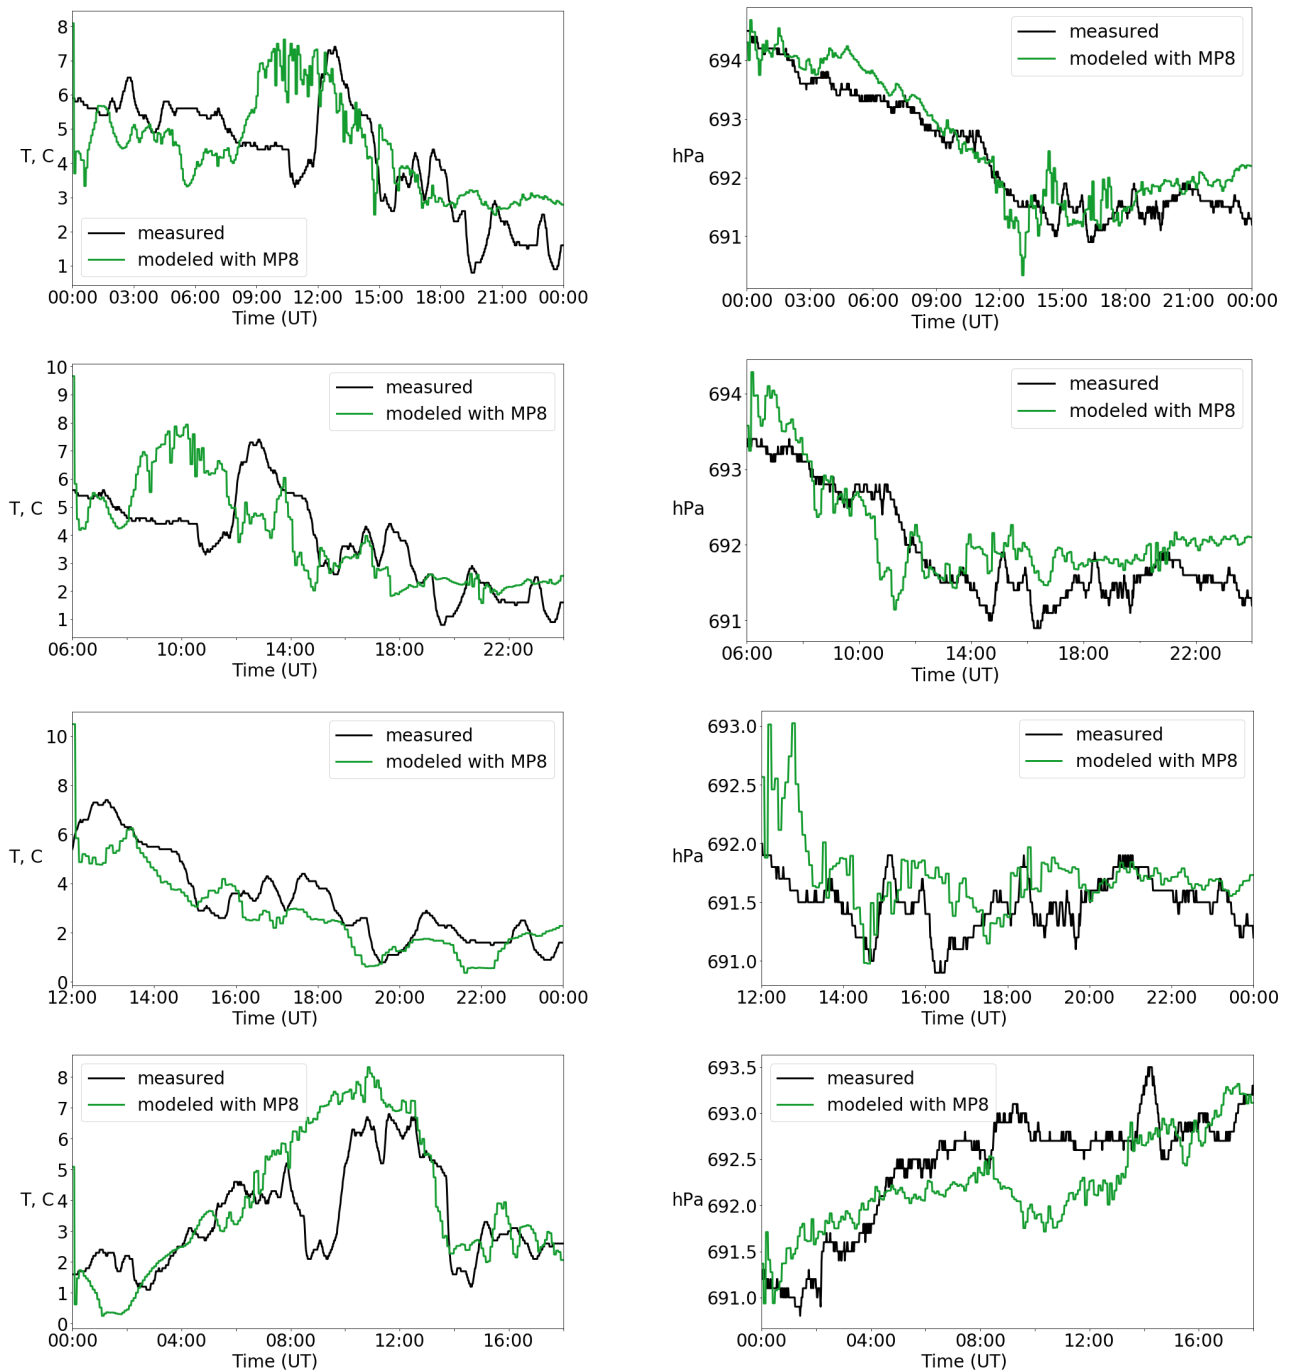 8
7
6
5
T, C
4
3
2
1
measured
modeled with MP8
00:00 03:00 06:00 09:00 12:00 15:00 18:00 21:00 00:00
Time (UT)
694
693
hPa
692
691
measured
modeled with MP8
00:00 03:00 06:00 09:00 12:00 15:00 18:00 21:00 00:00
Time (UT)
10
9
8
7
6
5
T, C
4
3
2
1
measured
modeled with MP8
06:00 10:00 14:00 18:00 22:00
Time (UT)
694
693
hPa
692
691
measured
modeled with MP8
06:00 10:00 14:00 18:00 22:00
Time (UT)
10
8
6
T, C
4
2
0
measured
modeled with MP8
12:00 14:00 16:00 18:00 20:00 22:00 00:00
Time (UT)
693.0
692.5
692.0
hPa
691.5
691.0
measured
modeled with MP8
12:00 14:00 16:00 18:00 20:00 22:00 00:00
Time (UT)
8
7
6
5
T, C
4
3
2
1
0
measured
modeled with MP8
00:00 04:00 08:00 12:00 16:00
Time (UT)
693.5
693.0
692.5
hPa
692.0
691.5
691.0
measured
modeled with MP8
00:00 04:00 08:00 12:00 16:00
Time (UT)